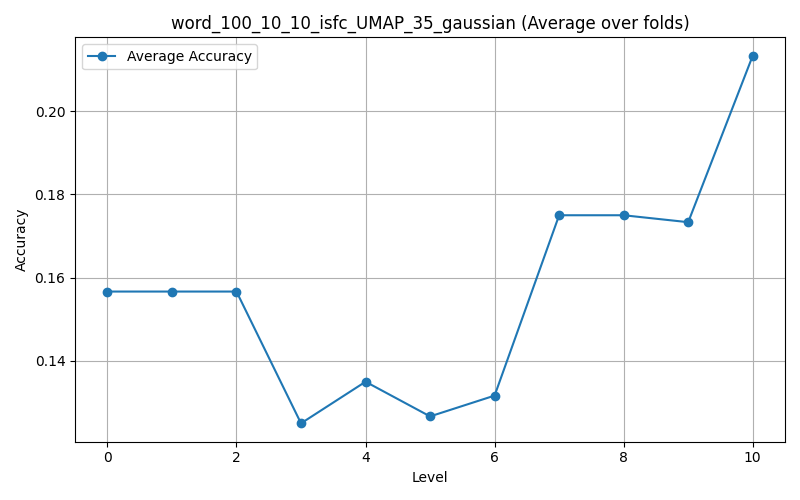 word_100_10_10_isfc_UMAP_35_gaussian (Average over folds)
Average Accuracy
Accuracy
0.20
0.18
0.16
0.14
0 2 4 6 8 10
Level